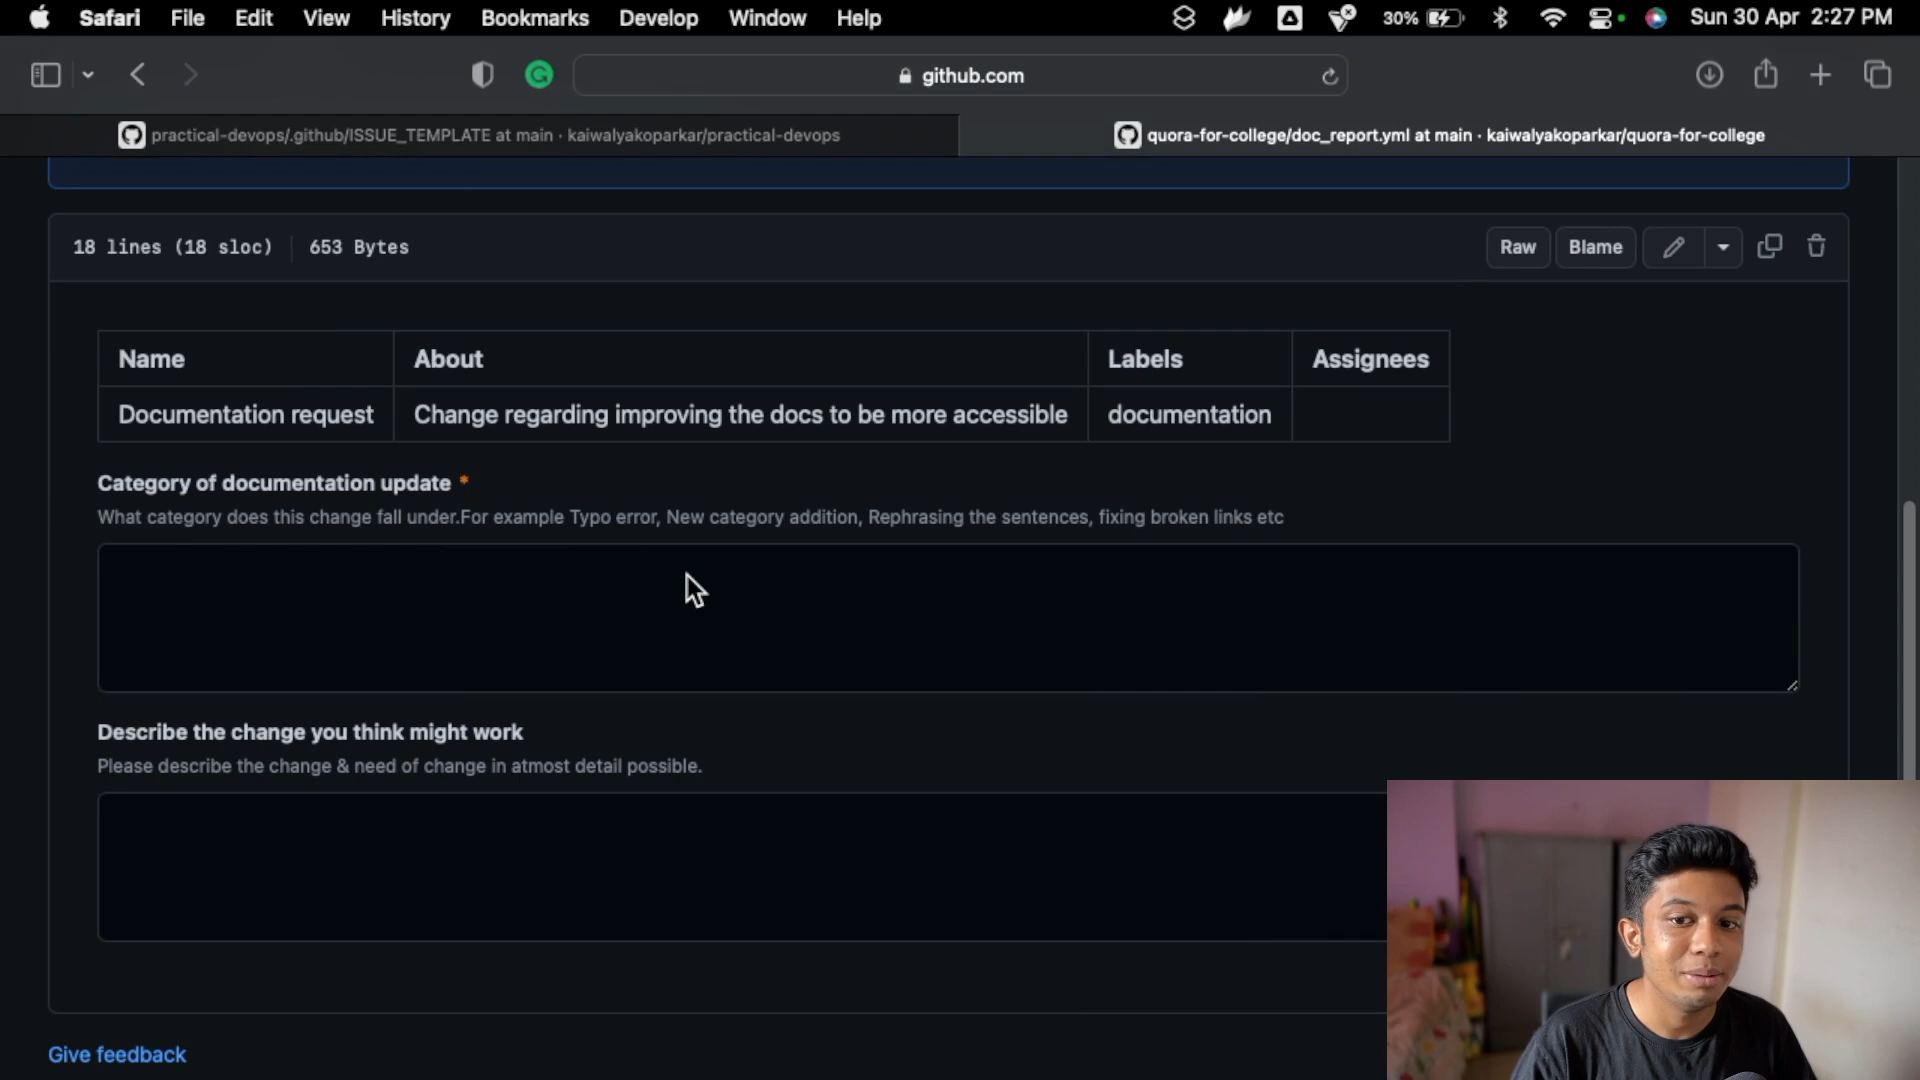 Safari File Edit View History Bookmarks Develop Window Help 30% Sun 30 Apr 2:27 PM
github.com
practical-devops/.github/ISSUE_TEMPLATE at main · kaiwalyakoparkar/practical-devops
quora-for-college/doc_report.yml at main · kaiwalyakoparkar/quora-for-college
18 lines (18 sloc) 653 Bytes
Raw Blame
Name About Labels Assignees
Documentation request Change regarding improving the docs to be more accessible documentation
Category of documentation update *
What category does this change fall under.For example Typo error, New category addition, Rephrasing the sentences, fixing broken links etc
Describe the change you think might work
Please describe the change & need of change in atmost detail possible.
Give feedback